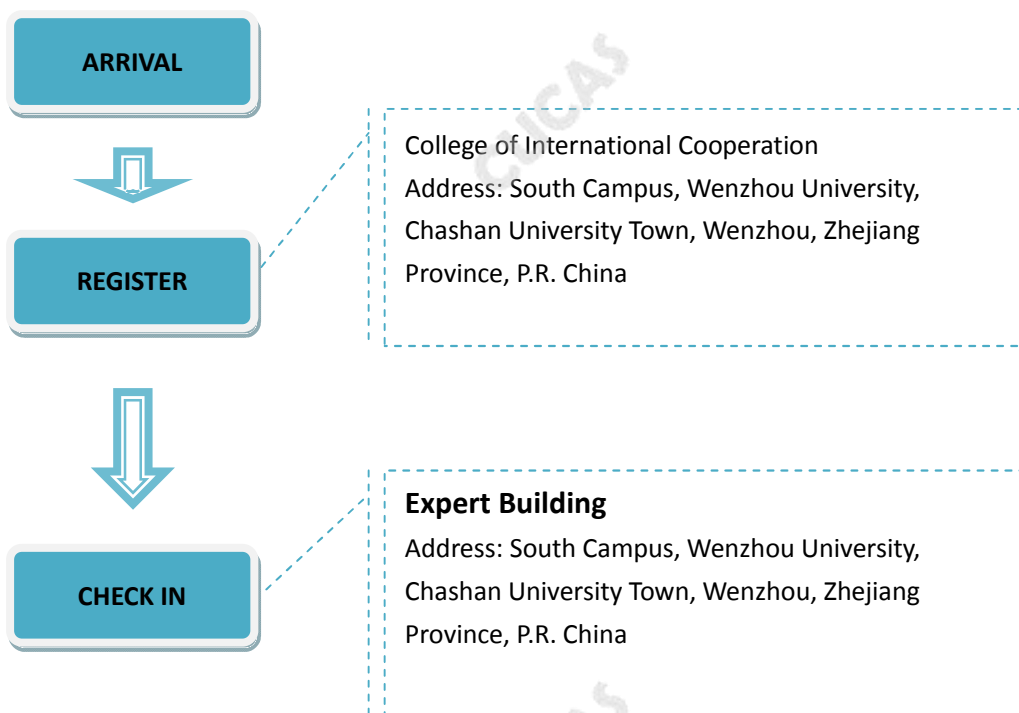 ARRIVAL
CUCAS
College of International Cooperation
Address: South Campus, Wenzhou University,
Chashan University Town, Wenzhou, Zhejiang
Province, P.R. China
REGISTER
Expert Building
Address: South Campus, Wenzhou University,
Chashan University Town, Wenzhou, Zhejiang
Province, P.R. China
CHECK IN